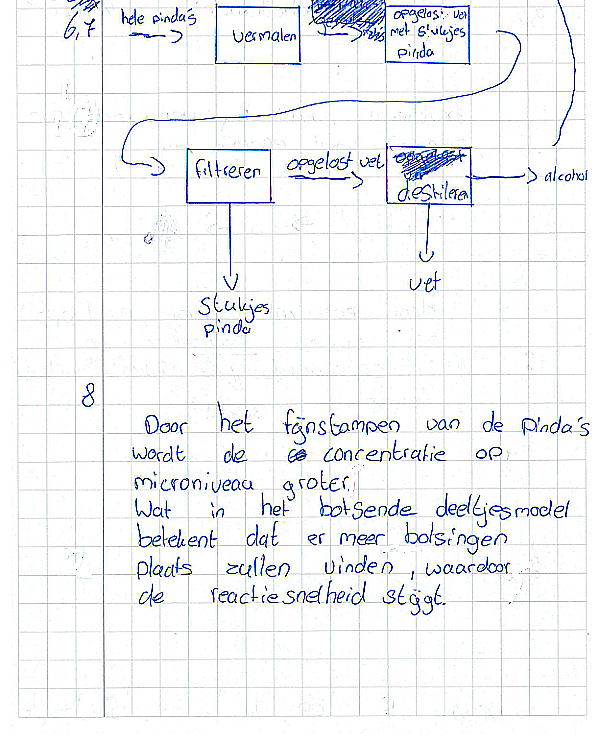 6,7
hele pinda's
vermalen
opgelost vet
met stukjes
pinda
filtreren
opgelost vet
destileren
alcohol
vet
Stukjes
pinda
8
Door het fijnstampen van de pinda's
wordt de concentratie op
microniveau groter.
Wat in het botsende deeltjesmodel
betekent dat er meer botsingen
plaats zullen vinden, waardoor
de reactiesnelheid stijgt.